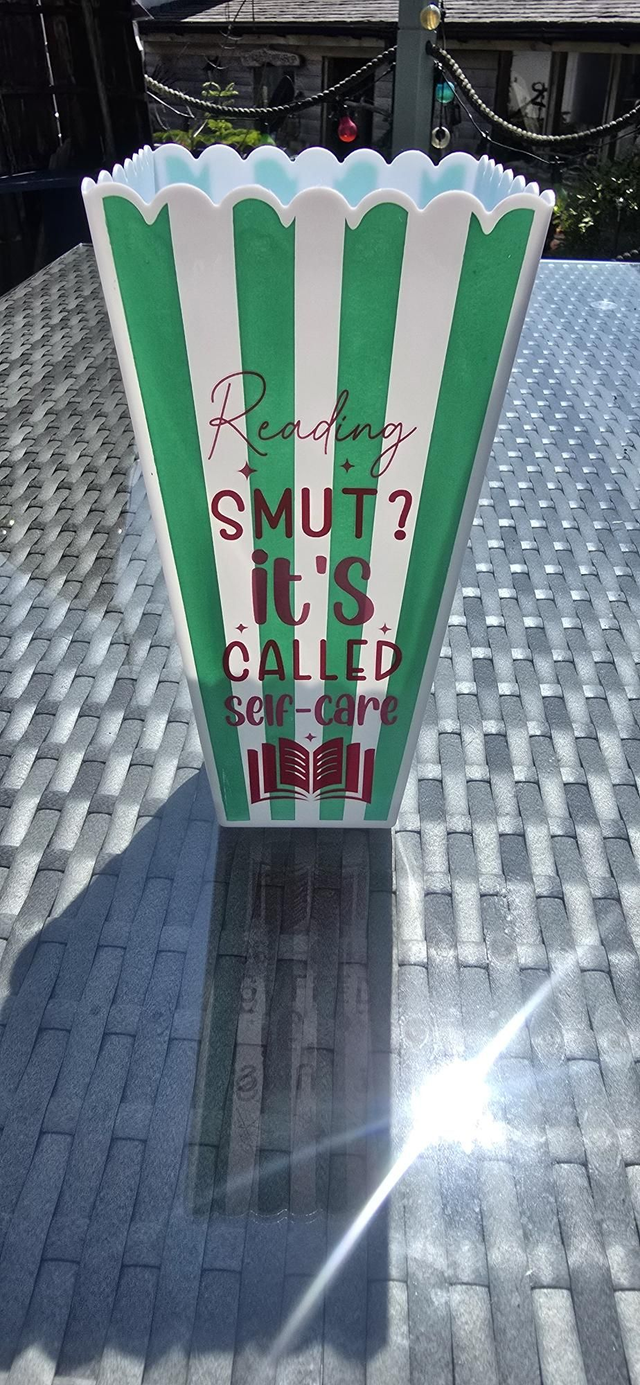 Reading
SMUT?
it's
CALLED
self-care